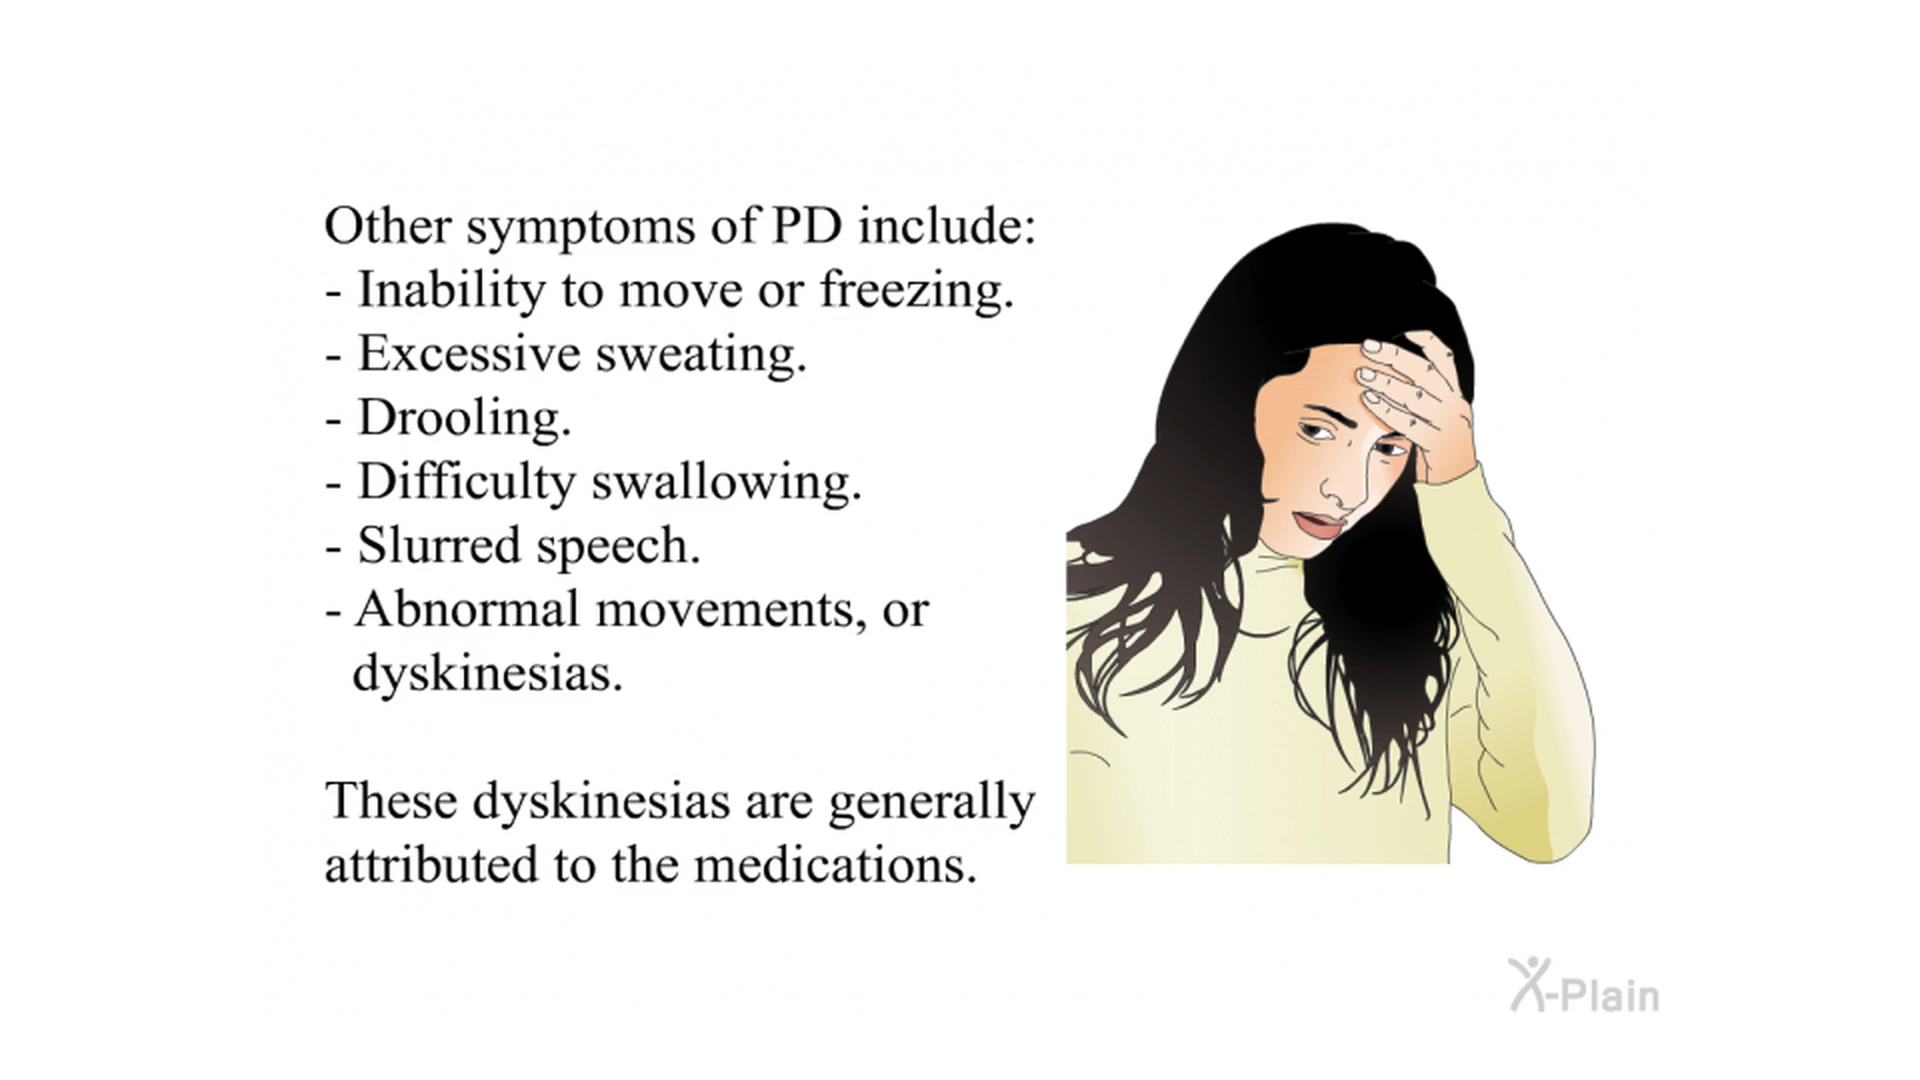 Other symptoms of PD include:
- Inability to move or freezing.
- Excessive sweating.
- Drooling.
- Difficulty swallowing.
- Slurred speech.
- Abnormal movements, or
dyskinesias.
These dyskinesias are generally
attributed to the medications.
X-Plain